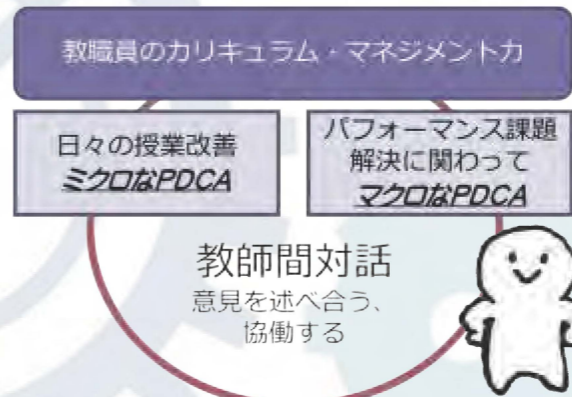 教職員のカリキュラム・マネジメント力
日々の授業改善
ミクロなPDCA
パフォーマンス課題
解決に関わって
マクロなPDCA
教師間対話
意見を述べ合う、
協働する